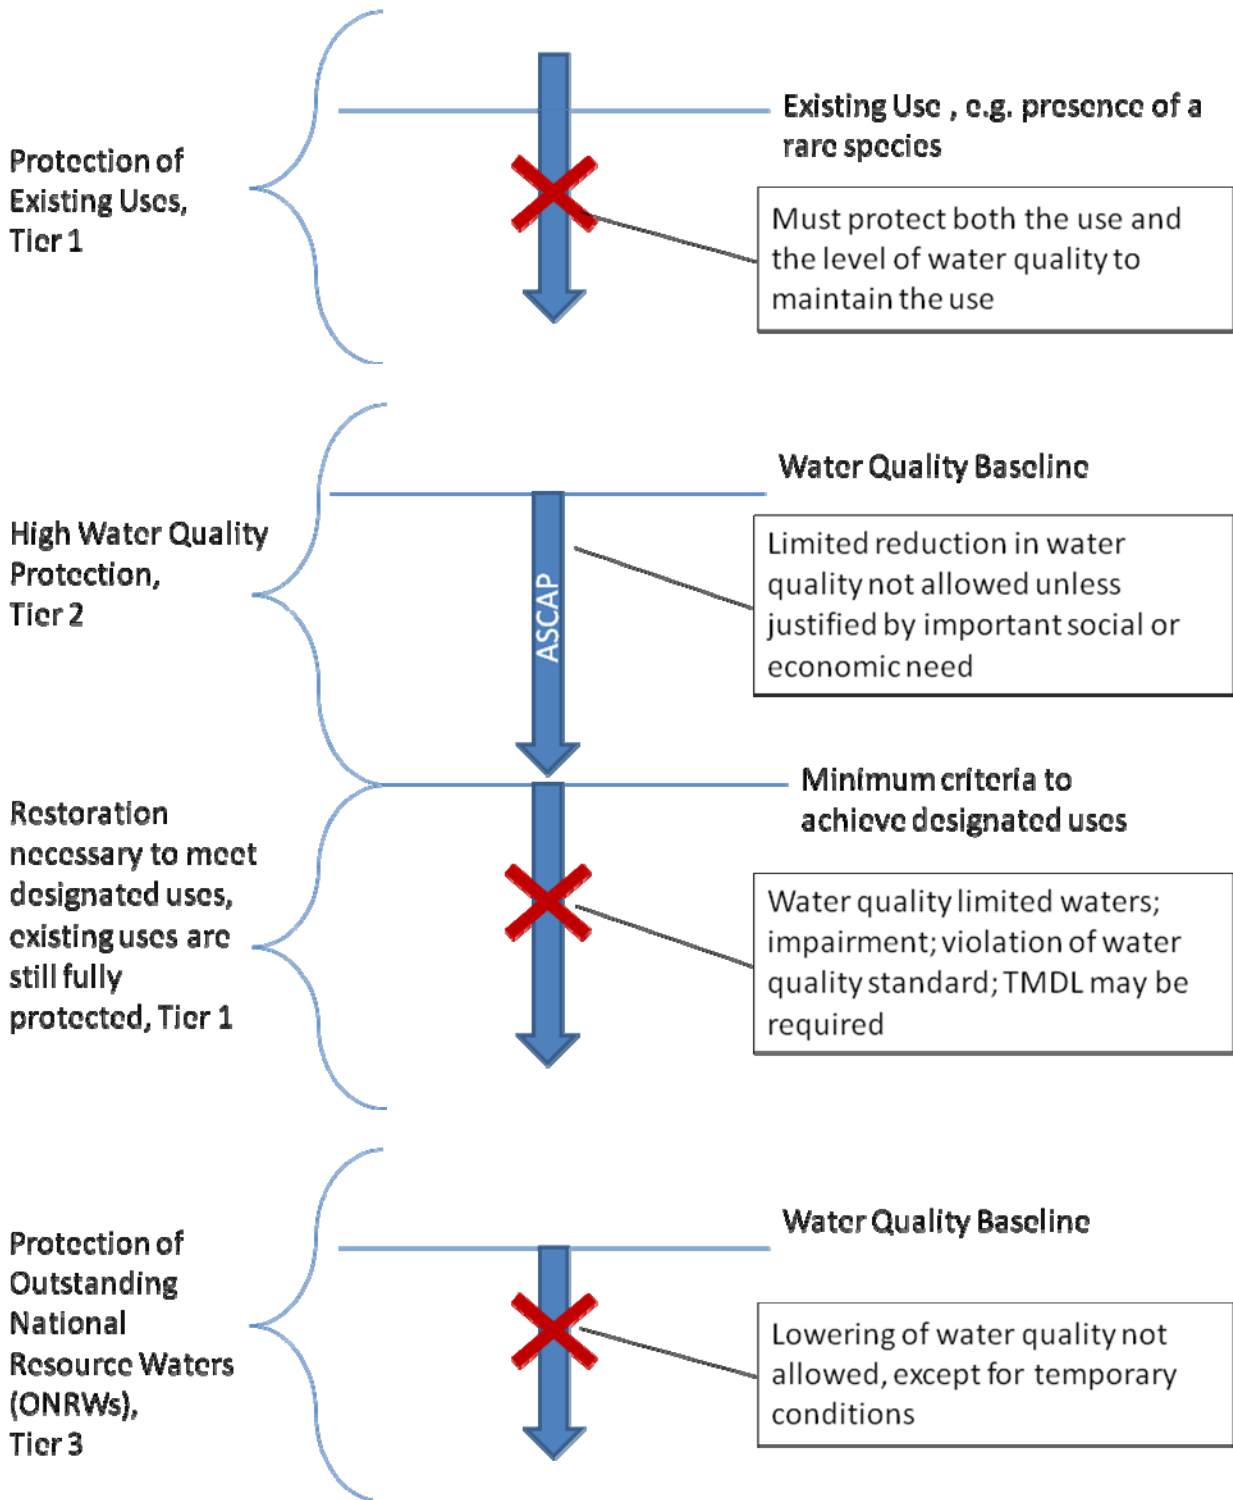 Protection of
Existing Uses,
Tier 1
Existing Use , e.g. presence of a
rare species
Must protect both the use and
the level of water quality to
maintain the use
High Water Quality
Protection,
Tier 2
Water Quality Baseline
ASCAP
Limited reduction in water
quality not allowed unless
justified by important social or
economic need
Restoration
necessary to meet
designated uses,
existing uses are
still fully
protected, Tier 1
Minimum criteria to
achieve designated uses
Water quality limited waters;
impairment; violation of water
quality standard; TMDL may be
required
Protection of
Outstanding
National
Resource Waters
(ONRWs),
Tier 3
Water Quality Baseline
Lowering of water quality not
allowed, except for temporary
conditions